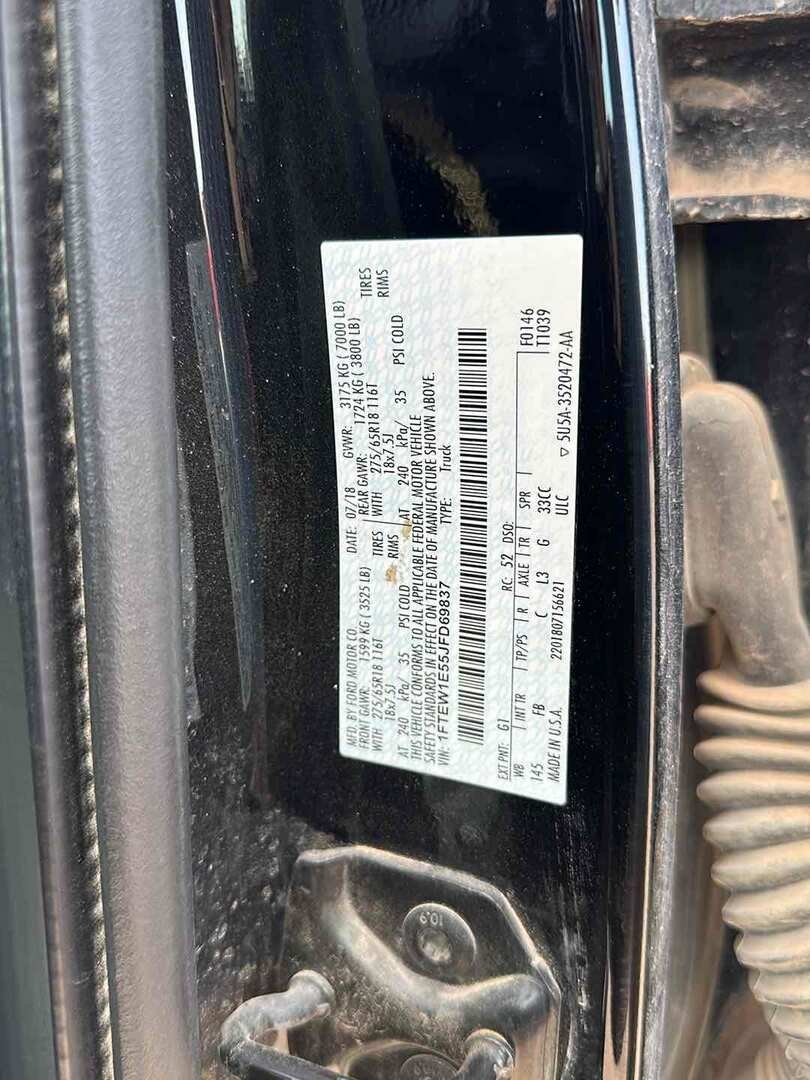 MFD. BY FORD MOTOR CO.
DATE: 07/18 GVWR: 3175 KG ( 7000 LB)
FRONT GAWR: 1599 KG ( 3525 LB) REAR GAWR: 1724 KG ( 3800 LB)
WITH 275/65R18 116T TIRES WITH 275/65R18 116T TIRES
18x7.5J RIMS 18x7.5J RIMS
AT 240 kPa/ 35 PSI COLD AT 240 kPa/ 35 PSI COLD
THIS VEHICLE CONFORMS TO ALL APPLICABLE FEDERAL MOTOR VEHICLE
SAFETY STANDARDS IN EFFECT ON THE DATE OF MANUFACTURE SHOWN ABOVE.
VIN: 1FTEW1E55JFD69837 TYPE: Truck
EXT PNT: G1 RC: 52 DSO: F0146
WB INT TR TP/PS R AXLE TR SPR T1039
145 FB C L3 G 33CC
MADE IN U.S.A. 2201807156621 ULC
▽ 5U5A-3520472-AA
10.9